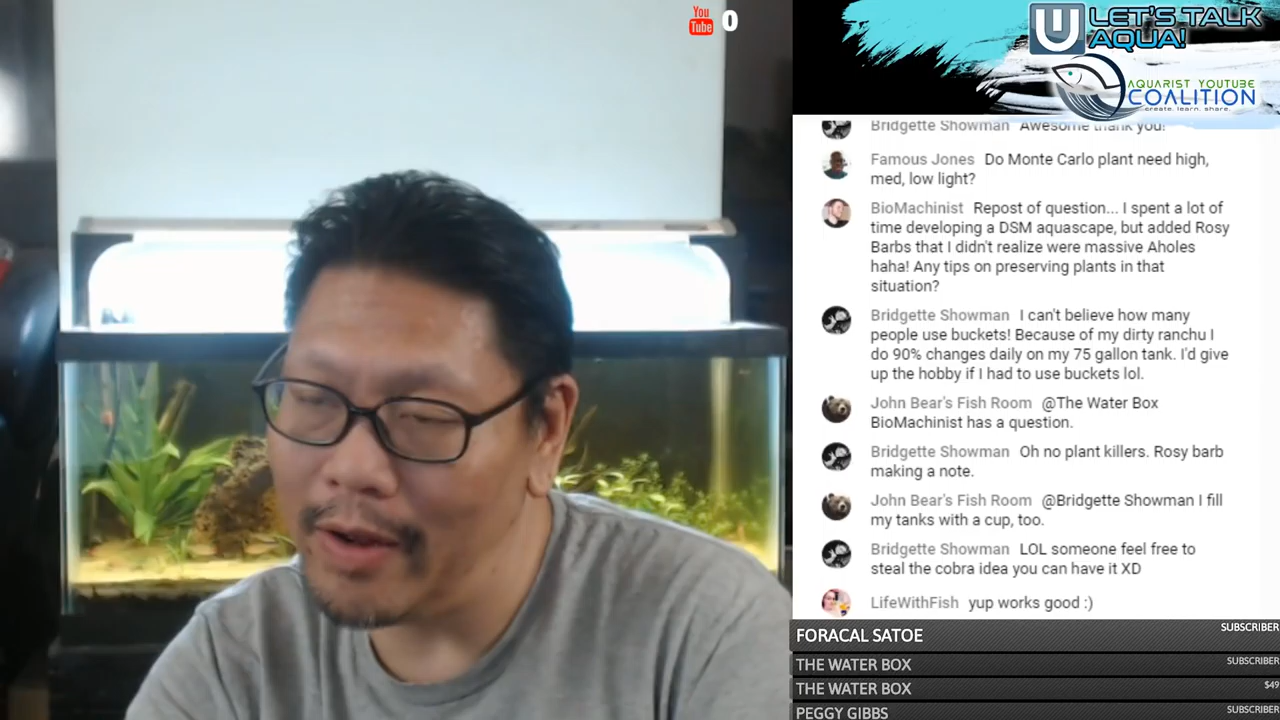 You
Tube
0
U
LET'S TALK
AQUA!
AQUARIST YOUTUBE
COALITION
create. learn. share.
Bridgette Showman Awesome thank you!
Famous Jones Do Monte Carlo plant need high,
med, low light?
BioMachinist Repost of question... I spent a lot of
time developing a DSM aquascape, but added Rosy
Barbs that I didn't realize were massive Aholes
haha! Any tips on preserving plants in that
situation?
Bridgette Showman I can't believe how many
people use buckets! Because of my dirty ranchu I
do 90% changes daily on my 75 gallon tank. I'd give
up the hobby if I had to use buckets lol.
John Bear's Fish Room @The Water Box
BioMachinist has a question.
Bridgette Showman Oh no plant killers. Rosy barb
making a note.
John Bear's Fish Room @Bridgette Showman I fill
my tanks with a cup, too.
Bridgette Showman LOL someone feel free to
steal the cobra idea you can have it XD
LifeWithFish yup works good :)
FORACAL SATOE SUBSCRIBER
THE WATER BOX SUBSCRIBER
THE WATER BOX $49
PEGGY GIBBS SUBSCRIBER